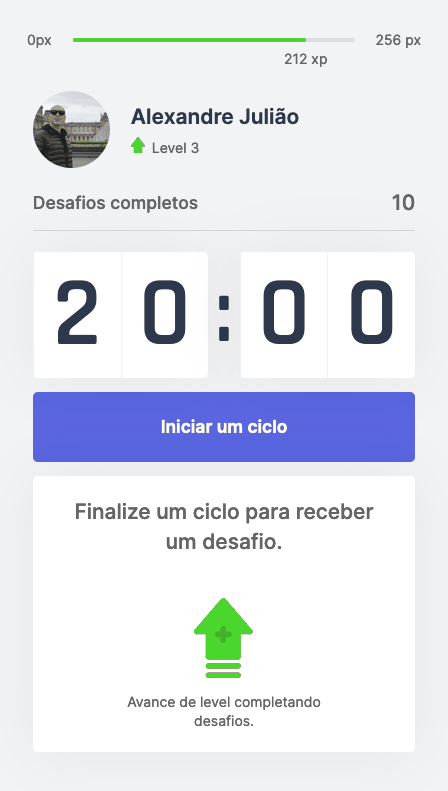 0px
256 px
212 xp
Alexandre Julião
Level 3
Desafios completos
10
20:00
Iniciar um ciclo
Finalize um ciclo para receber
um desafio.
Avance de level completando
desafios.